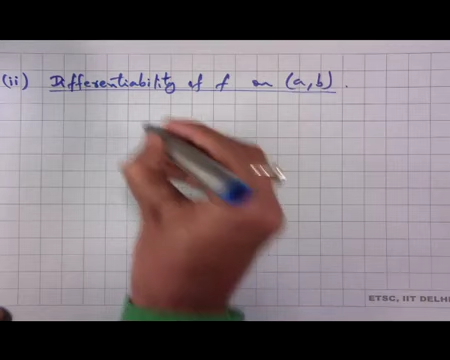 (ii) Differentiability of f on (a, b).
ETSC, IIT DELHI